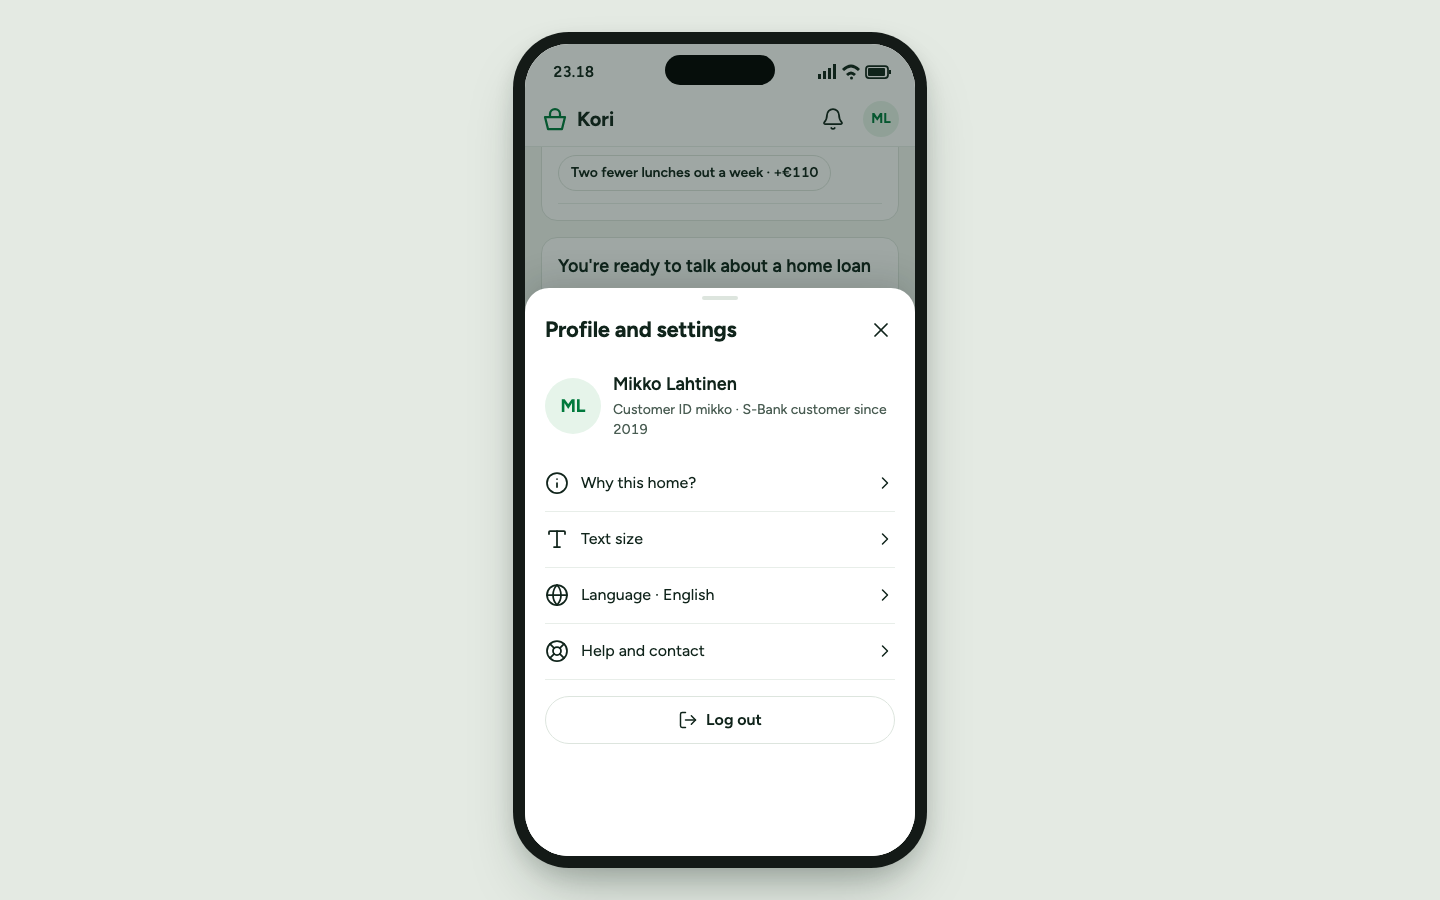 23.18
Kori
ML
Two fewer lunches out a week · +€110
You're ready to talk about a home loan
Profile and settings
ML
Mikko Lahtinen
Customer ID mikko · S-Bank customer since
2019
Why this home?
Text size
Language · English
Help and contact
Log out